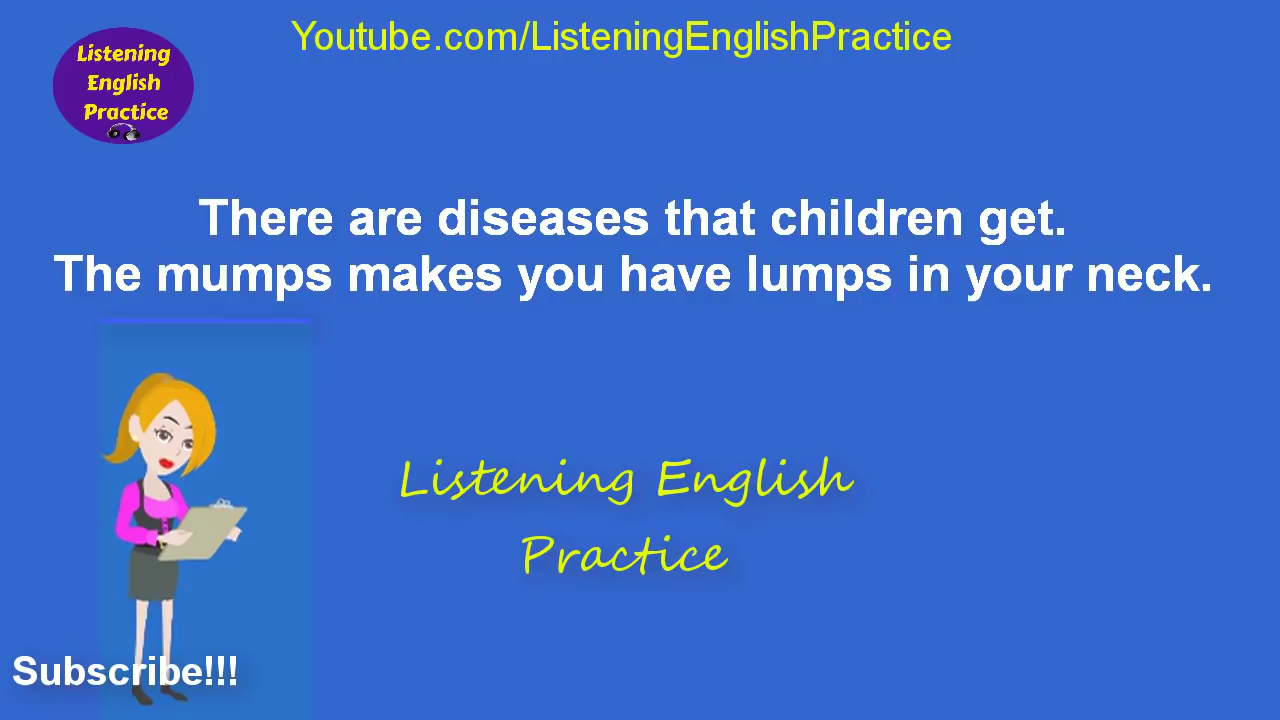 Youtube.com/ListeningEnglishPractice
Listening
English
Practice
There are diseases that children get.
The mumps makes you have lumps in your neck.
Listening English
Practice
Subscribe!!!